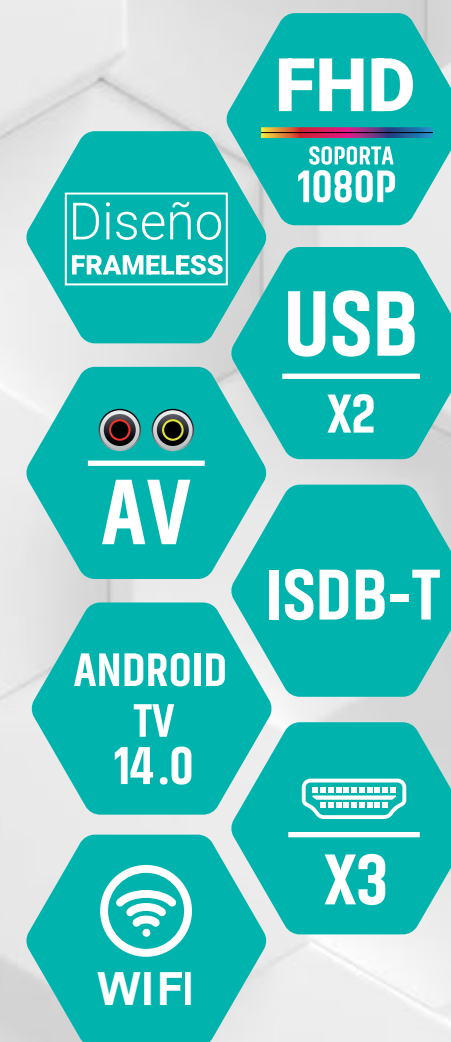 FHD
SOPORTA
1080P
Diseño
FRAMELESS
USB
X2
AV
ISDB-T
ANDROID
TV
14.0
X3
WIFI